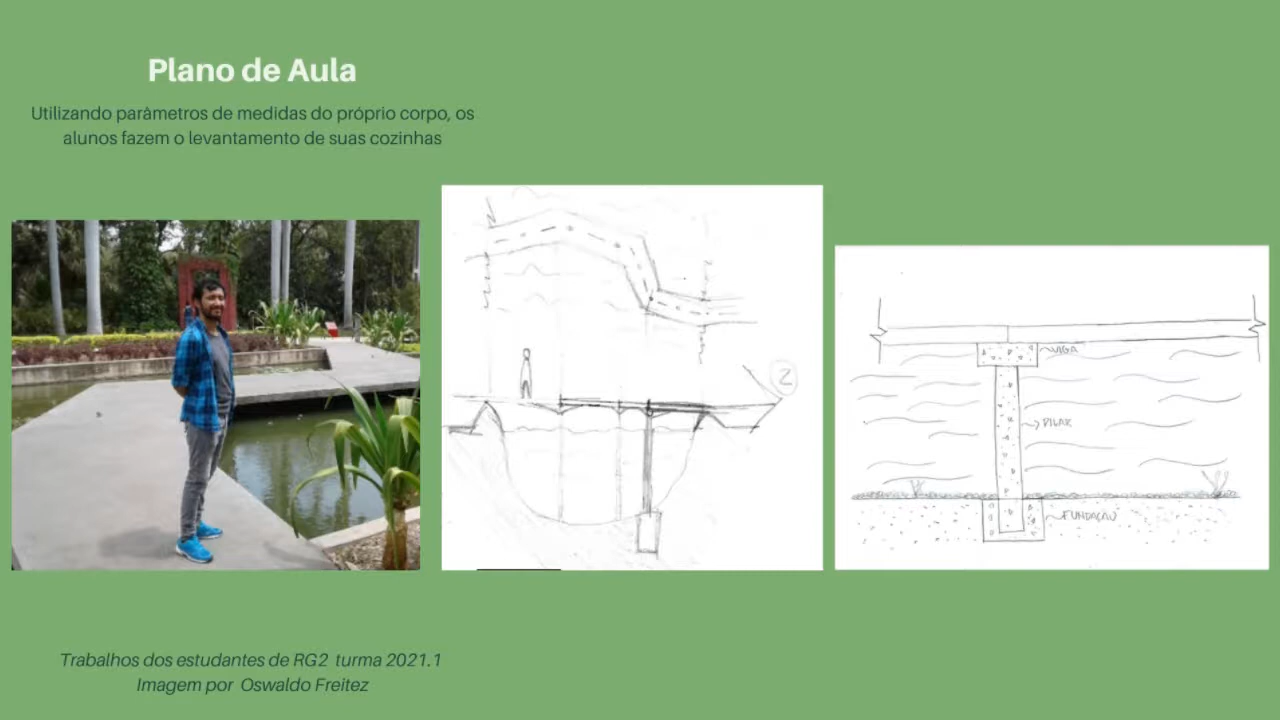 Plano de Aula
Utilizando parâmetros de medidas do próprio corpo, os
alunos fazem o levantamento de suas cozinhas
2
VIGA
PILAR
FUNDAÇÃO
Trabalhos dos estudantes de RG2 turma 2021.1
Imagem por Oswaldo Freitez